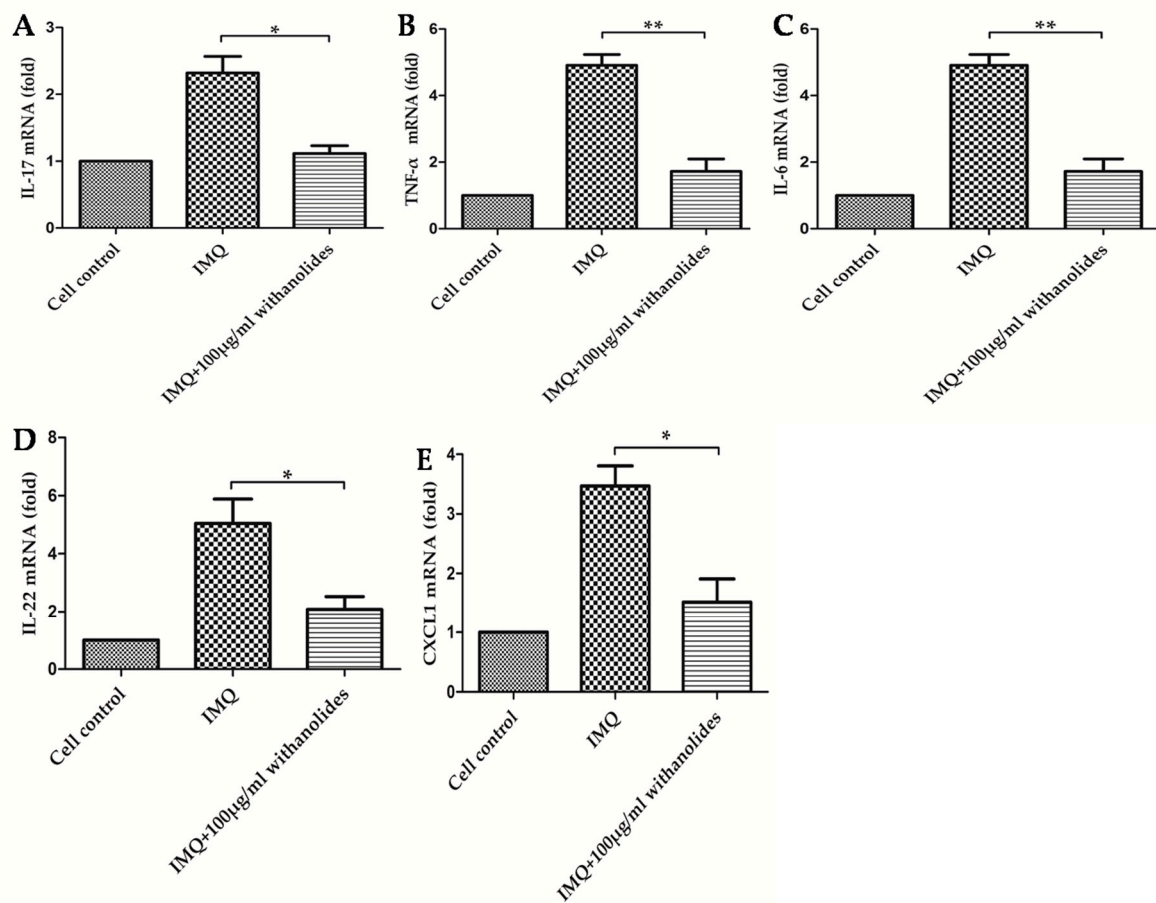 A
IL-17 mRNA (fold)
3
2
1
0
*
Cell control
IMQ
IMQ+100µg/ml withanolides
B
TNF-α mRNA (fold)
6
4
2
0
**
Cell control
IMQ
IMQ+100µg/ml withanolides
C
IL-6 mRNA (fold)
6
4
2
0
**
Cell control
IMQ
IMQ+100µg/ml withanolides
D
IL-22 mRNA (fold)
8
6
4
2
0
*
Cell control
IMQ
IMQ+100µg/ml withanolides
E
CXCL1 mRNA (fold)
4
3
2
1
0
*
Cell control
IMQ
IMQ+100µg/ml withanolides